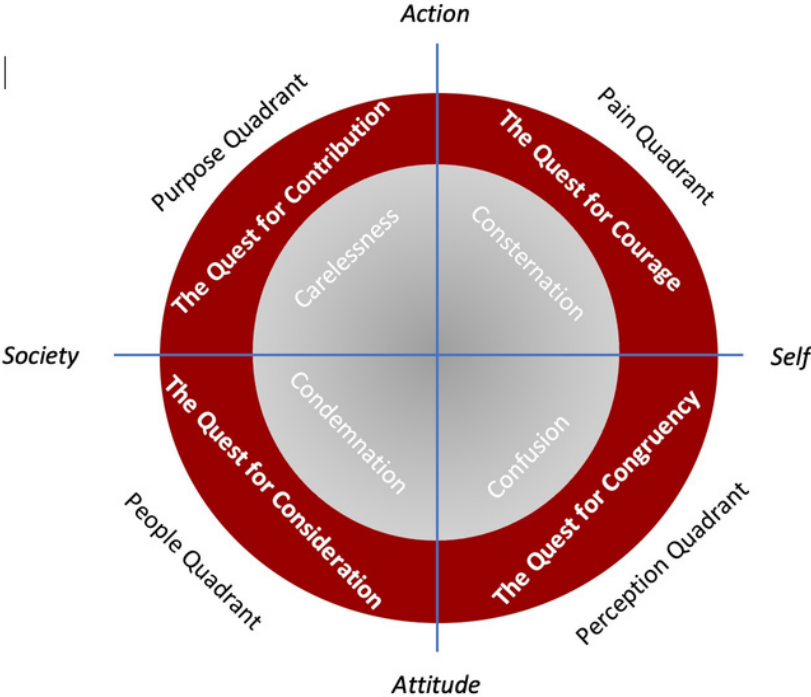 Action
Purpose Quadrant
Pain Quadrant
The Quest for Contribution
The Quest for Courage
Carelessness
Consternation
Society
Self
Condemnation
Confusion
The Quest for Consideration
The Quest for Congruency
People Quadrant
Perception Quadrant
Attitude